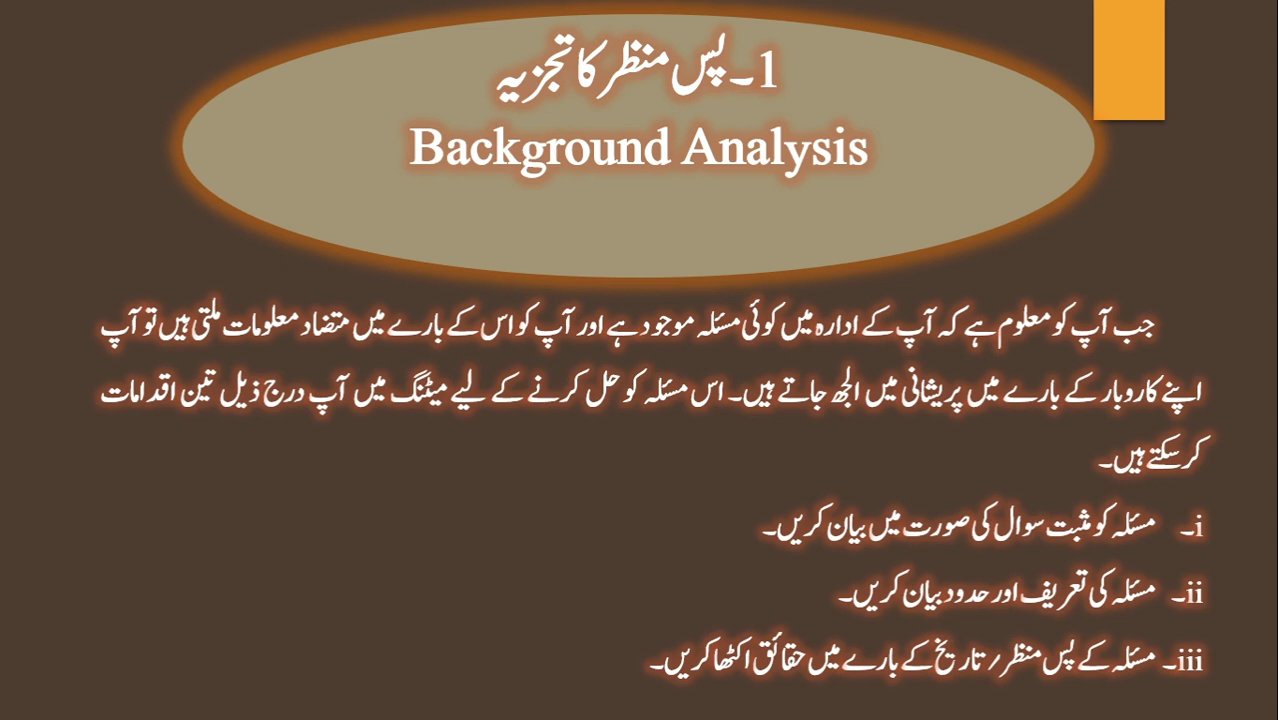 1۔پس منظر کا تجزیہ
Background Analysis
جب آپ کو معلوم ہے کہ آپ کے ادارہ میں کوئی مسئلہ موجود ہے اور آپ کو اس کے بارے میں متضاد معلومات ملتی ہیں تو آپ
اپنے کاروبار کے بارے میں پریشانی میں الجھ جاتے ہیں۔ اس مسئلہ کو حل کرنے کے لیے میٹنگ میں آپ درج ذیل تین اقدامات
کر سکتے ہیں۔
i۔ مسئلہ کو مثبت سوال کی صورت میں بیان کریں۔
ii۔ مسئلہ کی تعریف اور حدود بیان کریں۔
iii۔ مسئلہ کے پس منظر/تاریخ کے بارے میں حقائق اکٹھا کریں۔